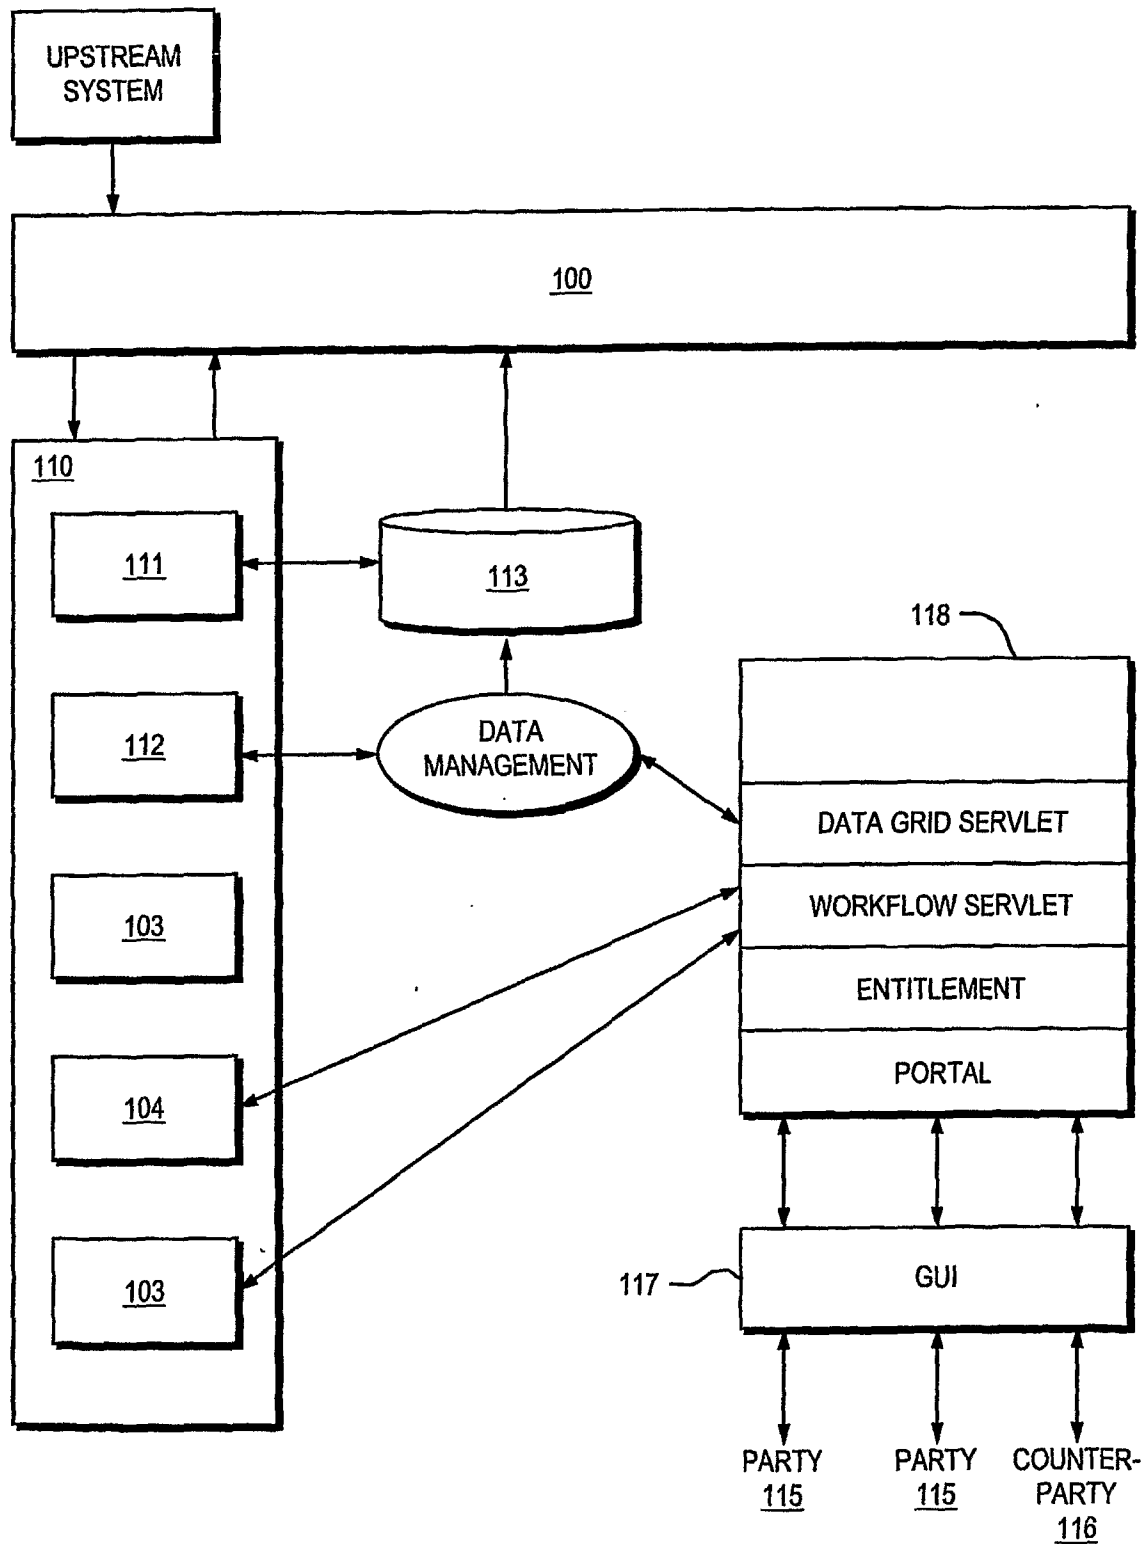 UPSTREAM
SYSTEM
100
110
111
113
118
112
DATA
MANAGEMENT
DATA GRID SERVLET
103
WORKFLOW SERVLET
ENTITLEMENT
104
PORTAL
103
117
GUI
PARTY
115
PARTY
115
COUNTER-
PARTY
116